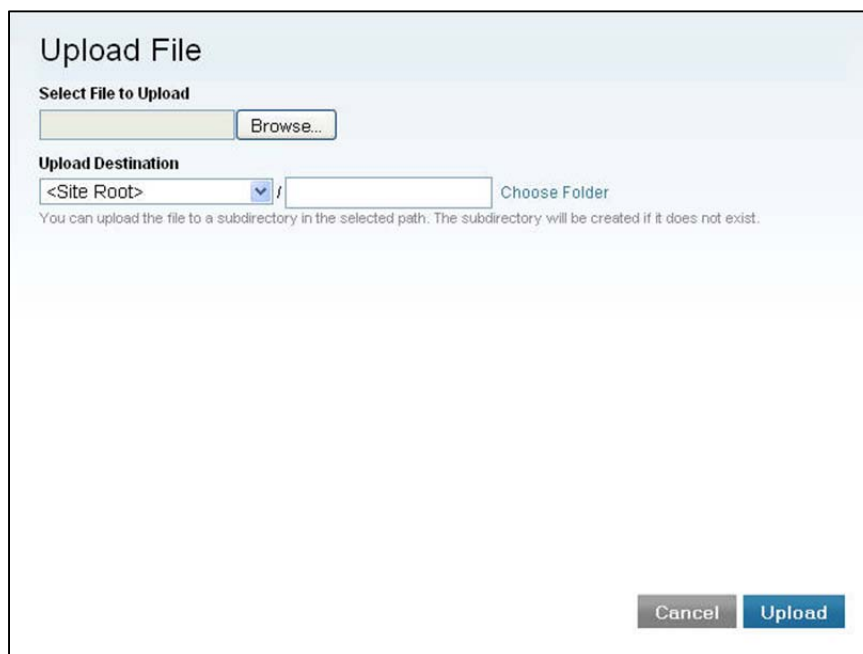 Upload File
Select File to Upload
Browse...
Upload Destination
<Site Root> / Choose Folder
You can upload the file to a subdirectory in the selected path. The subdirectory will be created if it does not exist.
Cancel Upload